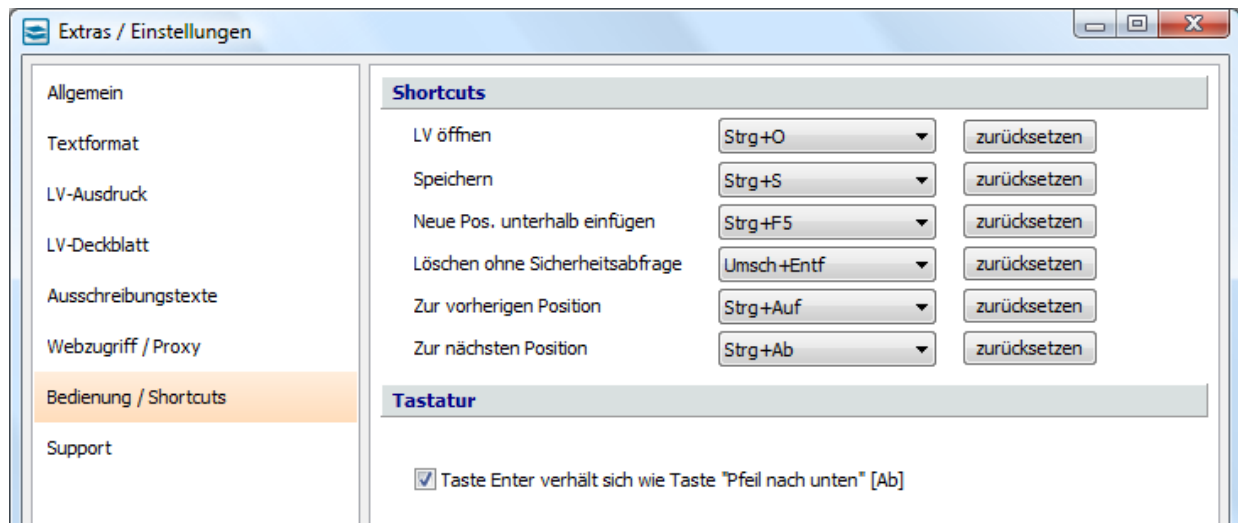 Extras / Einstellungen
Allgemein
Textformat
LV-Ausdruck
LV-Deckblatt
Ausschreibungstexte
Webzugriff / Proxy
Bedienung / Shortcuts
Support
Shortcuts
LV öffnen Strg+O zurücksetzen
Speichern Strg+S zurücksetzen
Neue Pos. unterhalb einfügen Strg+F5 zurücksetzen
Löschen ohne Sicherheitsabfrage Umsch+Entf zurücksetzen
Zur vorherigen Position Strg+Auf zurücksetzen
Zur nächsten Position Strg+Ab zurücksetzen
Tastatur
Taste Enter verhält sich wie Taste "Pfeil nach unten" [Ab]